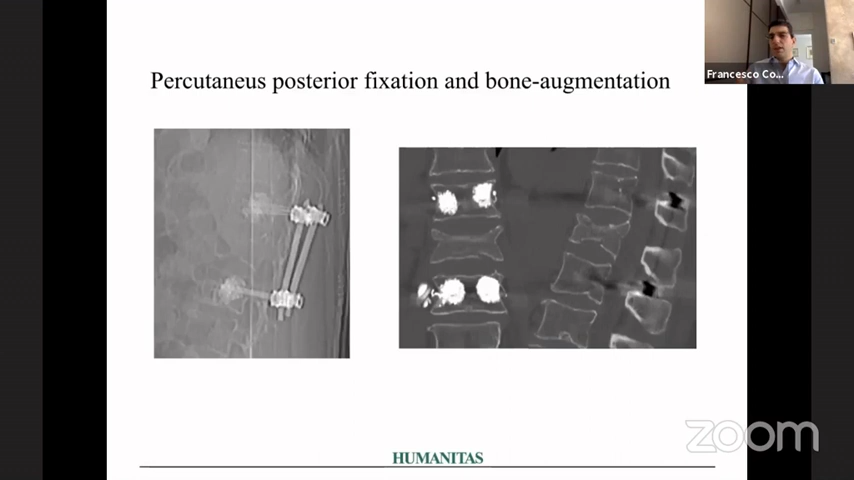 Francesco Co...
Percutaneus posterior fixation and bone-augmentation
zoom
HUMANITAS